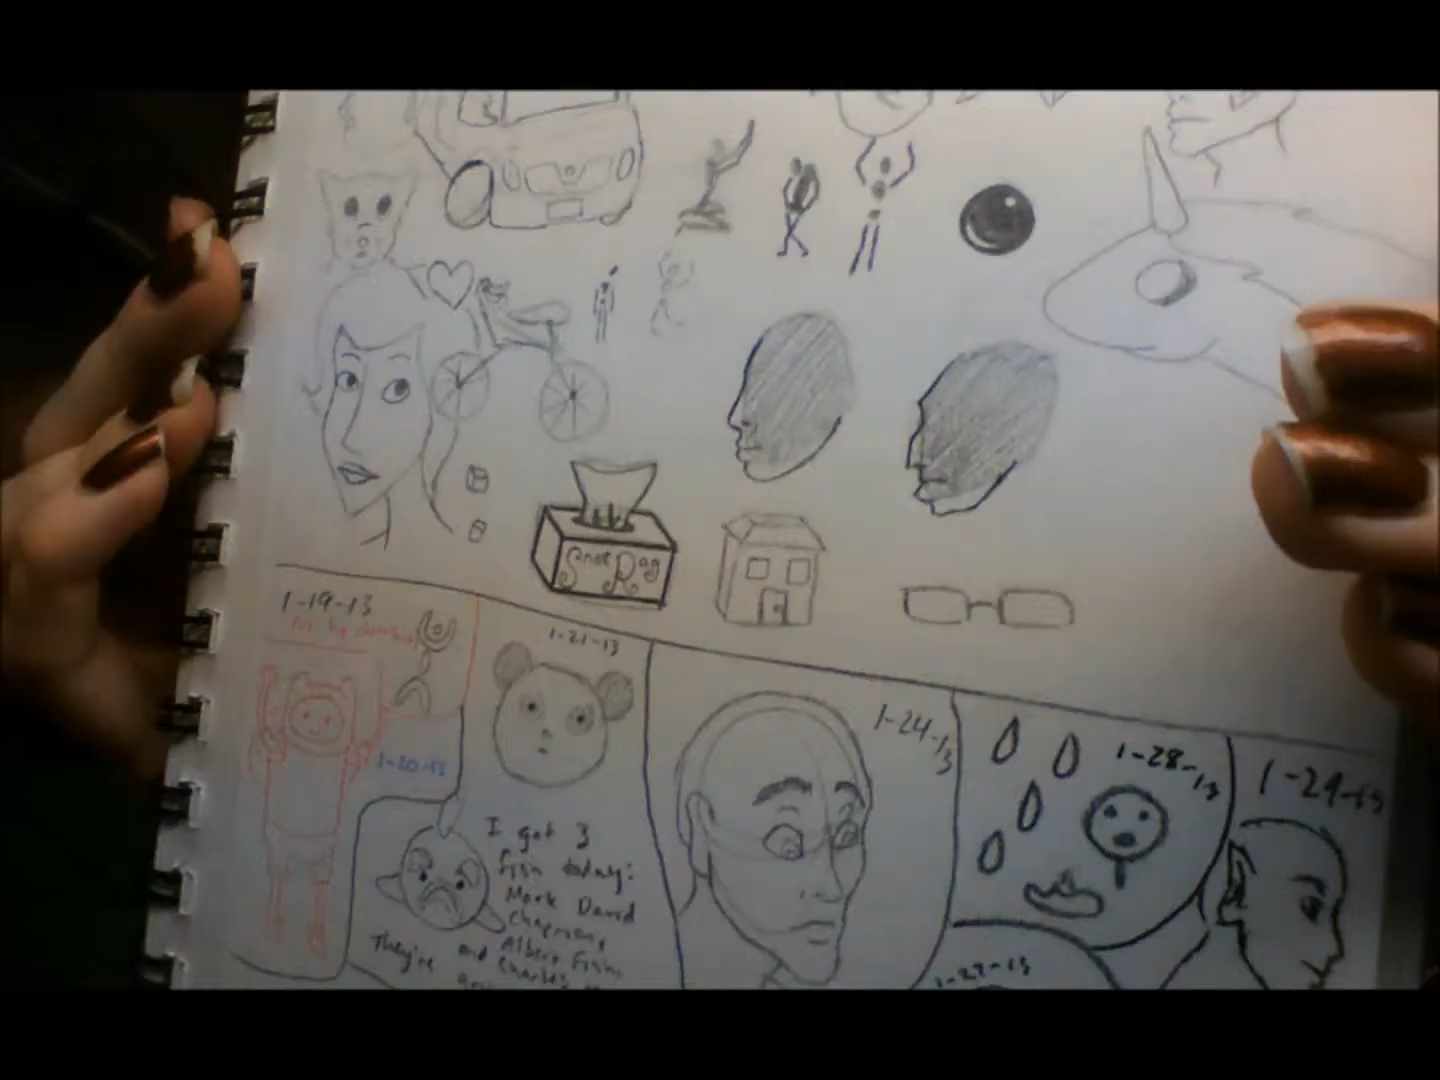 Snot Rag
1-19-13
1-20-13
1-21-13
I got 3
fish today:
Mark David
Chapman,
Albert Fish,
and Charles
They're
1-24-13
1-28-13
1-29-13
1-27-13